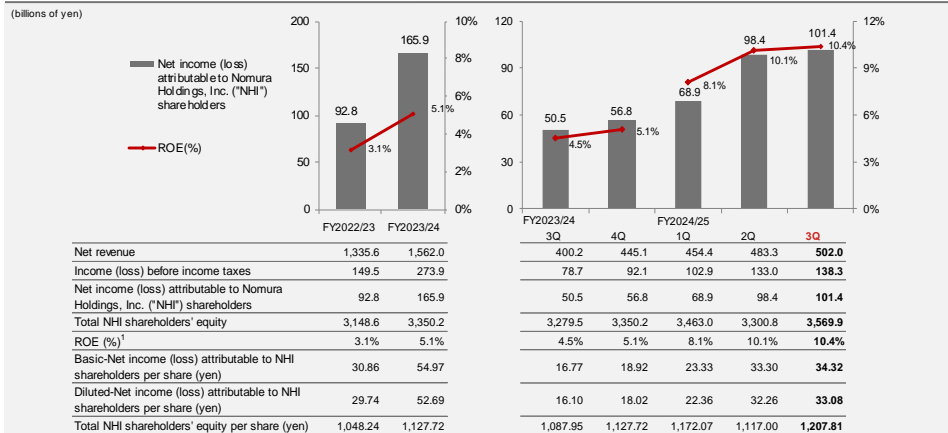 (billions of yen)
200
150
100
50
0
10%
8%
6%
4%
2%
0%
Net income (loss)
attributable to Nomura
Holdings, Inc. ("NHI")
shareholders
ROE(%)
92.8
165.9
3.1%
5.1%
FY2022/23 FY2023/24
120
90
60
30
0
12%
9%
6%
3%
0%
50.5
56.8
68.9
98.4
101.4
4.5%
5.1%
8.1%
10.1%
10.4%
FY2023/24 FY2024/25
3Q 4Q 1Q 2Q 3Q
Net revenue 1,335.6 1,562.0 400.2 445.1 454.4 483.3 502.0
Income (loss) before income taxes 149.5 273.9 78.7 92.1 102.9 133.0 138.3
Net income (loss) attributable to Nomura
Holdings, Inc. ("NHI") shareholders 92.8 165.9 50.5 56.8 68.9 98.4 101.4
Total NHI shareholders' equity 3,148.6 3,350.2 3,279.5 3,350.2 3,463.0 3,300.8 3,569.9
ROE (%)1 3.1% 5.1% 4.5% 5.1% 8.1% 10.1% 10.4%
Basic-Net income (loss) attributable to NHI
shareholders per share (yen) 30.86 54.97 16.77 18.92 23.33 33.30 34.32
Diluted-Net income (loss) attributable to NHI
shareholders per share (yen) 29.74 52.69 16.10 18.02 22.36 32.26 33.08
Total NHI shareholders' equity per share (yen) 1,048.24 1,127.72 1,087.95 1,127.72 1,172.07 1,117.00 1,207.81